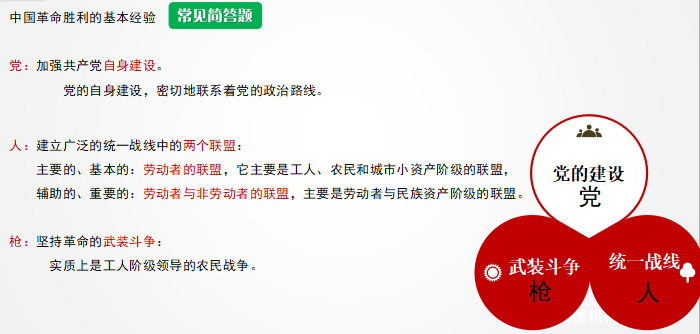 中国革命胜利的基本经验 常见简答题
党：加强共产党自身建设。
党的自身建设，密切地联系着党的政治路线。
人：建立广泛的统一战线中的两个联盟：
主要的、基本的：劳动者的联盟，它主要是工人、农民和城市小资产阶级的联盟，
辅助的、重要的：劳动者与非劳动者的联盟，主要是劳动者与民族资产阶级的联盟。
枪：坚持革命的武装斗争：
实质上是工人阶级领导的农民战争。
党的建设
党
武装斗争
枪
统一战线
人